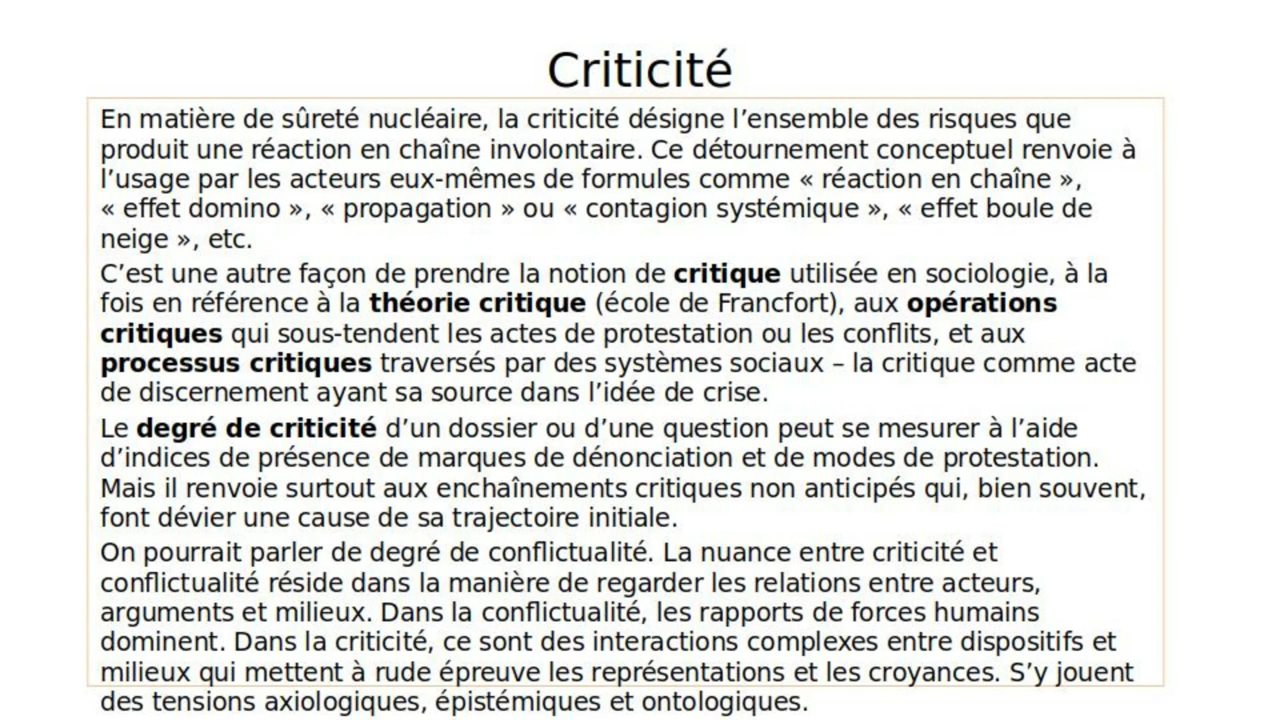 Criticité
En matière de sûreté nucléaire, la criticité désigne l’ensemble des risques que
produit une réaction en chaîne involontaire. Ce détournement conceptuel renvoie à
l’usage par les acteurs eux-mêmes de formules comme « réaction en chaîne »,
« effet domino », « propagation » ou « contagion systémique », « effet boule de
neige », etc.
C’est une autre façon de prendre la notion de critique utilisée en sociologie, à la
fois en référence à la théorie critique (école de Francfort), aux opérations
critiques qui sous-tendent les actes de protestation ou les conflits, et aux
processus critiques traversés par des systèmes sociaux – la critique comme acte
de discernement ayant sa source dans l’idée de crise.
Le degré de criticité d’un dossier ou d’une question peut se mesurer à l’aide
d’indices de présence de marques de dénonciation et de modes de protestation.
Mais il renvoie surtout aux enchaînements critiques non anticipés qui, bien souvent,
font dévier une cause de sa trajectoire initiale.
On pourrait parler de degré de conflictualité. La nuance entre criticité et
conflictualité réside dans la manière de regarder les relations entre acteurs,
arguments et milieux. Dans la conflictualité, les rapports de forces humains
dominent. Dans la criticité, ce sont des interactions complexes entre dispositifs et
milieux qui mettent à rude épreuve les représentations et les croyances. S’y jouent
des tensions axiologiques, épistémiques et ontologiques.